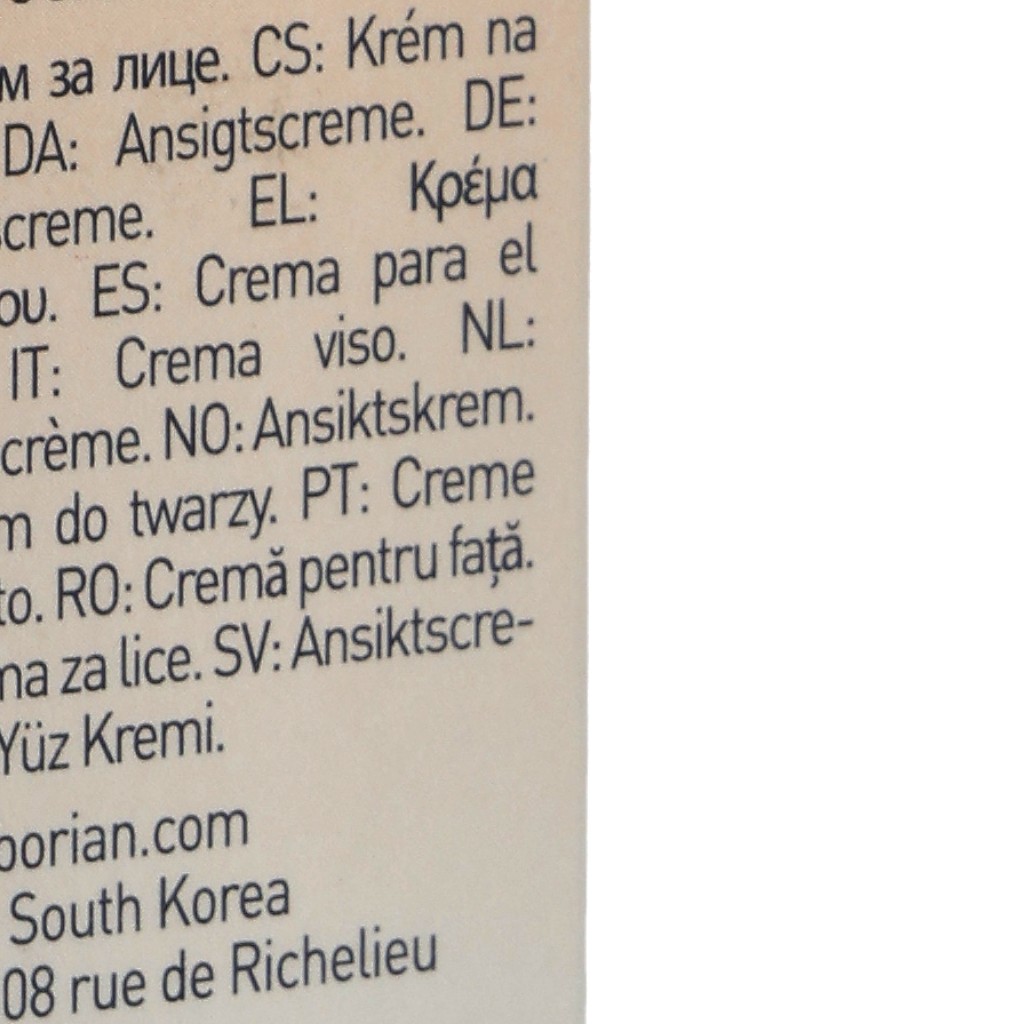 м за лице. CS: Krém na
DA: Ansigtscreme. DE:
creme. EL: Κρέμα
ου. ES: Crema para el
IT: Crema viso. NL:
crème. NO: Ansiktskrem.
m do twarzy. PT: Creme
to. RO: Cremă pentru față.
ma za lice. SV: Ansiktscre-
Yüz Kremi.
borian.com
South Korea
08 rue de Richelieu